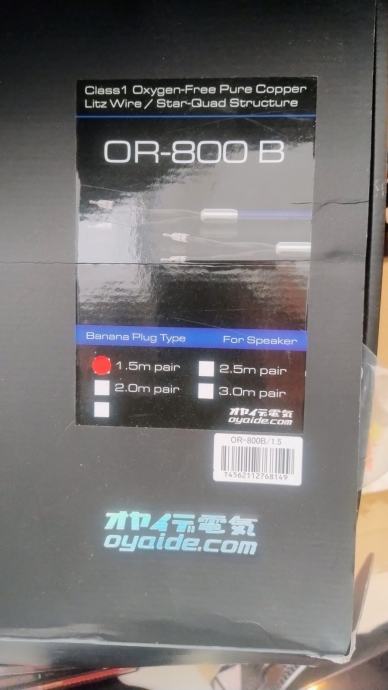 Class1 Oxygen-Free Pure Copper
Litz Wire / Star-Quad Structure
OR-800 B
Banana Plug Type For Speaker
1.5m pair 2.5m pair
2.0m pair 3.0m pair
オヤイデ電気
oyaide.com
OR-800B/1.5
14562112768149
オヤイデ電気
oyaide.com